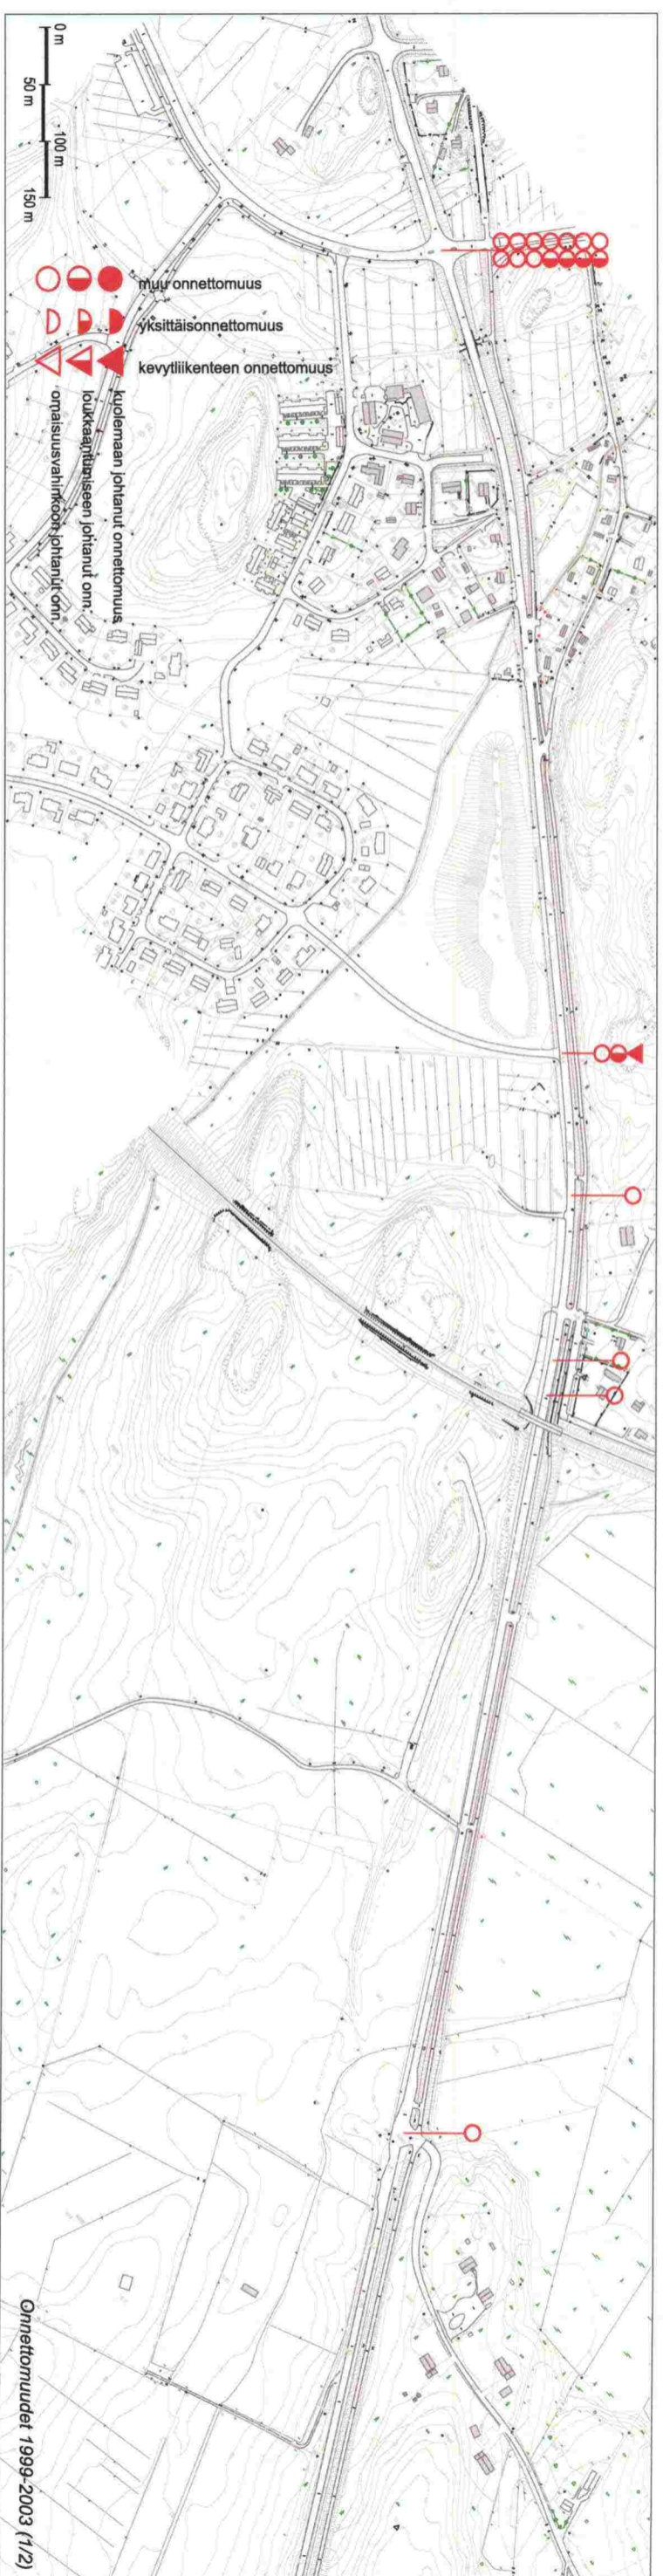 0 m
50 m
100 m
150 m
muu onnettomuus
yksittäisonnettomuus
kevytliikenteen onnettomuus
kuolemaan johtanut onnettomuus
loukkaantumiseen johtanut onn.
omaisuusvahinkoon johtanut onn.
Onnettomuudet 1999-2003 (1/2)